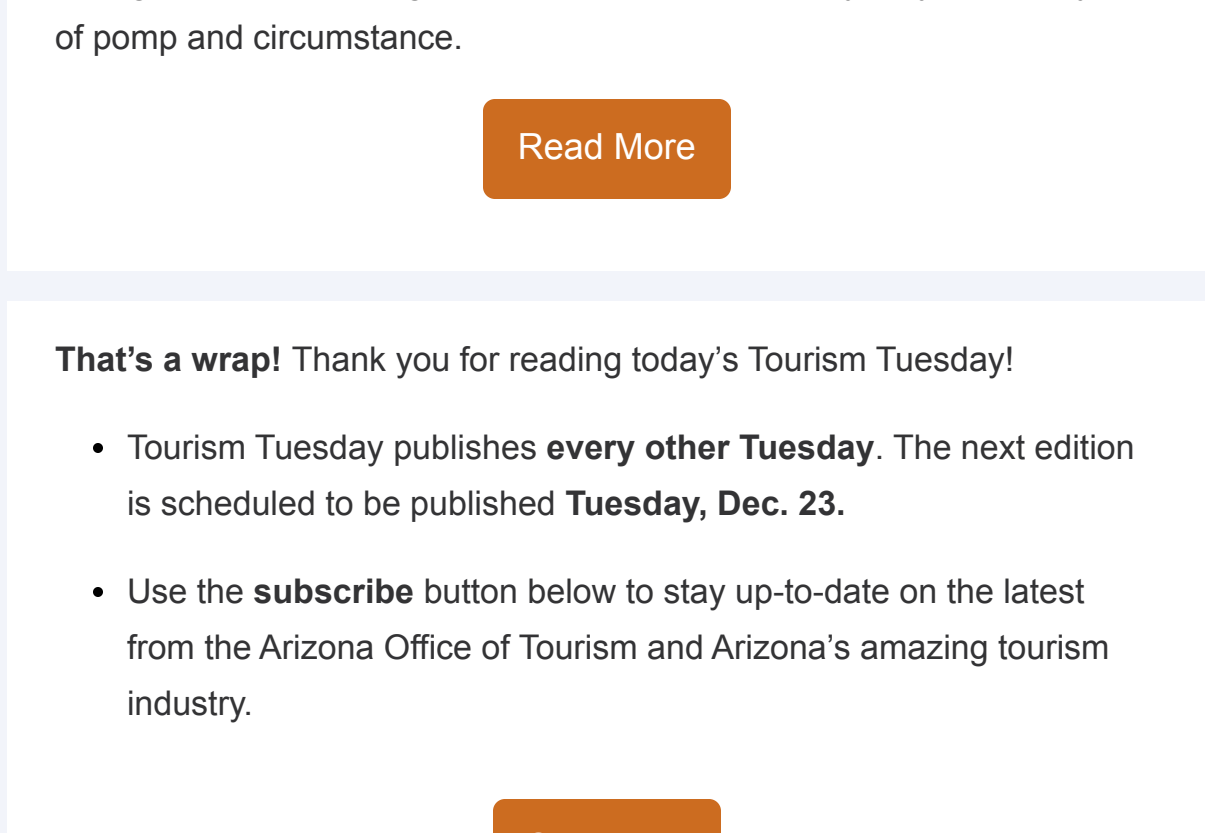 of pomp and circumstance.
Read More
That’s a wrap! Thank you for reading today’s Tourism Tuesday!
Tourism Tuesday publishes every other Tuesday. The next edition
is scheduled to be published Tuesday, Dec. 23.
Use the subscribe button below to stay up-to-date on the latest
from the Arizona Office of Tourism and Arizona’s amazing tourism
industry.